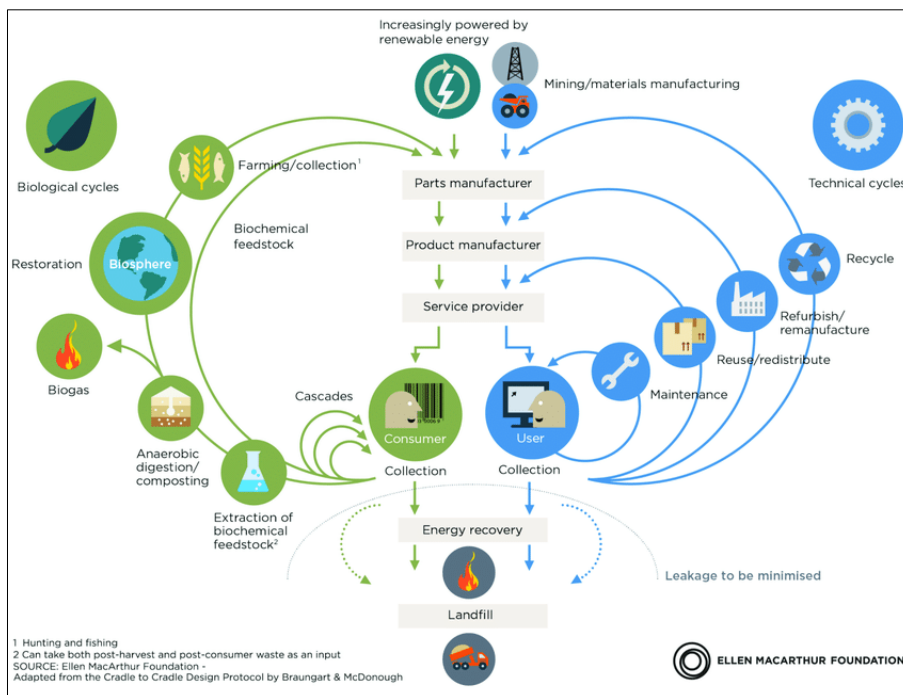 Increasingly powered by
renewable energy
Mining/materials manufacturing
Biological cycles
Technical cycles
Farming/collection¹
Parts manufacturer
Biochemical
feedstock
Product manufacturer
Restoration
Biosphere
Recycle
Service provider
Refurbish/
remanufacture
Reuse/redistribute
Biogas
Maintenance
Cascades
Consumer
User
Anaerobic
digestion/
composting
Collection
Collection
Extraction of
biochemical
feedstock²
Energy recovery
Leakage to be minimised
Landfill
1 Hunting and fishing
2 Can take both post-harvest and post-consumer waste as an input
SOURCE: Ellen MacArthur Foundation -
Adapted from the Cradle to Cradle Design Protocol by Braungart & McDonough
ELLEN MACARTHUR FOUNDATION